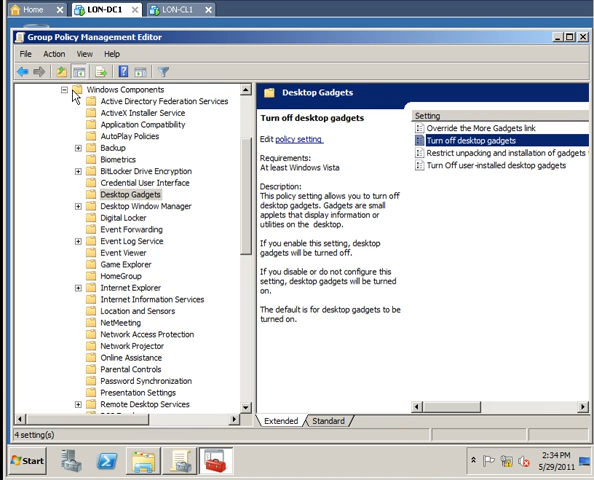 Home
LON-DC1
LON-CL1
Group Policy Management Editor
File Action View Help
Windows Components
Active Directory Federation Services
ActiveX Installer Service
Application Compatibility
AutoPlay Policies
Backup
Biometrics
BitLocker Drive Encryption
Credential User Interface
Desktop Gadgets
Desktop Window Manager
Digital Locker
Event Forwarding
Event Log Service
Event Viewer
Game Explorer
HomeGroup
Internet Explorer
Internet Information Services
Location and Sensors
NetMeeting
Network Access Protection
Network Projector
Online Assistance
Parental Controls
Password Synchronization
Presentation Settings
Remote Desktop Services
Desktop Gadgets
Turn off desktop gadgets
Edit policy setting
Requirements:
At least Windows Vista
Description:
This policy setting allows you to turn off
desktop gadgets. Gadgets are small
applets that display information or
utilities on the desktop.
If you enable this setting, desktop
gadgets will be turned off.
If you disable or do not configure this
setting, desktop gadgets will be turned
on.
The default is for desktop gadgets to be
turned on.
Setting
Override the More Gadgets link
Turn off desktop gadgets
Restrict unpacking and installation of gadgets
Turn Off user-installed desktop gadgets
Extended
Standard
4 setting(s)
Start
2:34 PM
5/29/2011